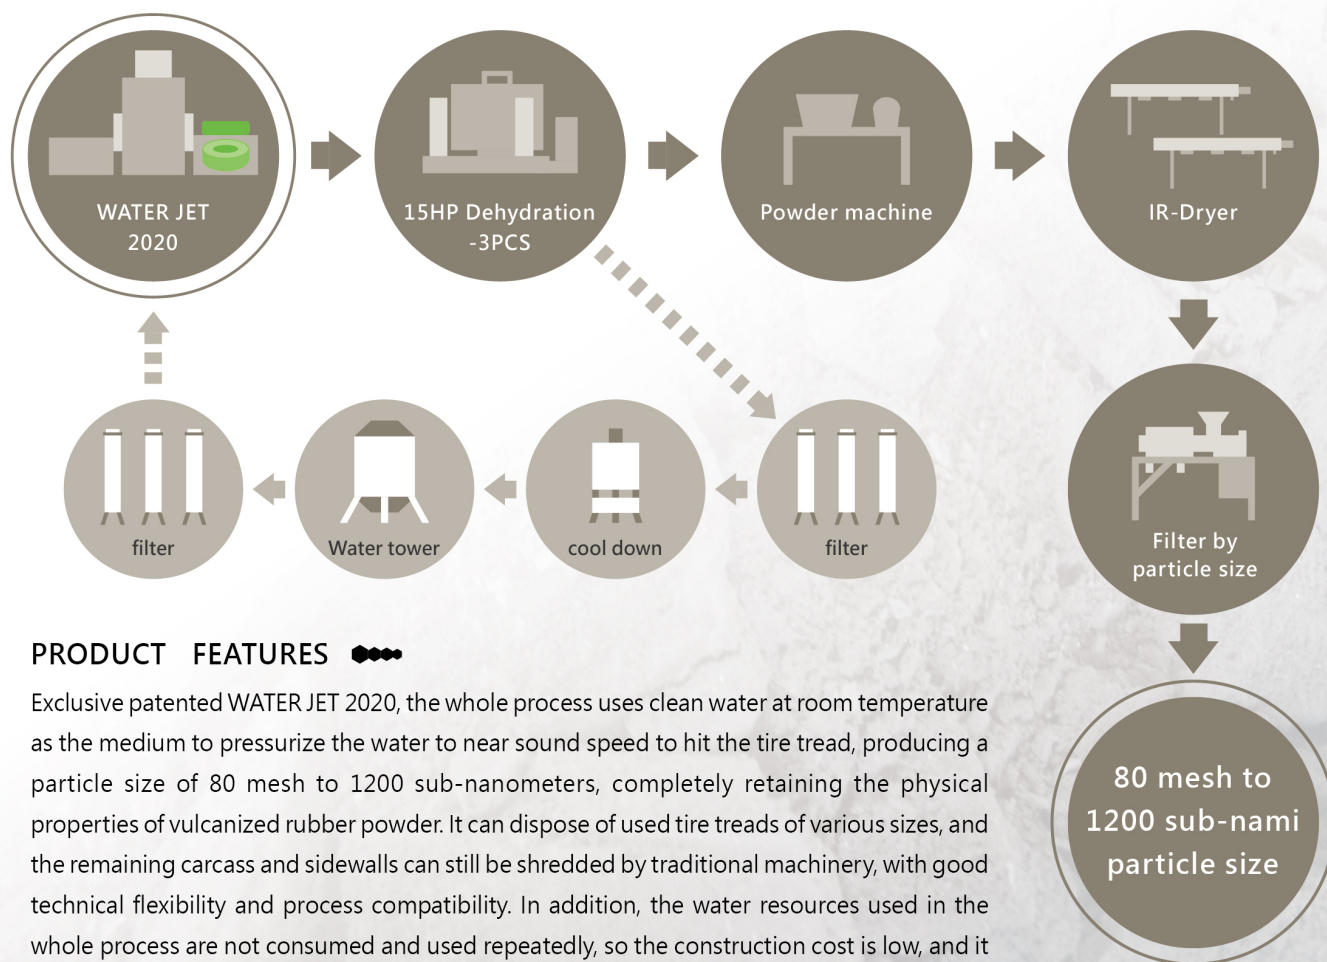 WATER JET
2020
15HP Dehydration
-3PCS
Powder machine
IR-Dryer
filter
Water tower
cool down
filter
Filter by
particle size
80 mesh to
1200 sub-nami
particle size
PRODUCT FEATURES
Exclusive patented WATER JET 2020, the whole process uses clean water at room temperature
as the medium to pressurize the water to near sound speed to hit the tire tread, producing a
particle size of 80 mesh to 1200 sub-nanometers, completely retaining the physical
properties of vulcanized rubber powder. It can dispose of used tire treads of various sizes, and
the remaining carcass and sidewalls can still be shredded by traditional machinery, with good
technical flexibility and process compatibility. In addition, the water resources used in the
whole process are not consumed and used repeatedly, so the construction cost is low, and it